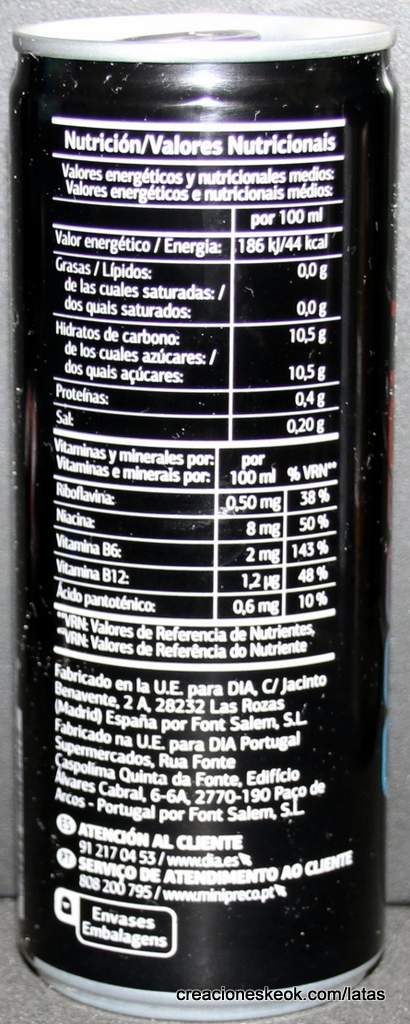 Nutrición/Valores Nutricionais
Valores energéticos y nutricionales medios:
Valores energéticos e nutricionais médios:
por 100 ml
Valor energético / Energia: 186 kJ/44 kcal
Grasas / Lípidos: 0,0 g
de las cuales saturadas: /
dos quais saturados: 0,0 g
Hidratos de carbono: 10,5 g
de los cuales azúcares: /
dos quais açúcares: 10,5 g
Proteínas: 0,4 g
Sal: 0,20 g
Vitaminas y minerales por: por
Vitaminas e minerais por: 100 ml % VRN**
Riboflavina: 0,50 mg 38 %
Niacina: 8 mg 50 %
Vitamina B6: 2 mg 143 %
Vitamina B12: 1,2 µg 48 %
Ácido pantoténico: 0,6 mg 10 %
**VRN: Valores de Referencia de Nutrientes,
**VRN: Valores de Referência do Nutriente
Fabricado en la U.E. para DIA, C/ Jacinto
Benavente, 2 A, 28232 Las Rozas
(Madrid) España por Font Salem, S.L.
Fabricado na U.E. para DIA Portugal
Supermercados, Rua Fonte
Caspolima Quinta da Fonte, Edifício
Álvares Cabral, 6-6A, 2770-190 Paço de
Arcos - Portugal por Font Salem, S.L.
ES ATENCIÓN AL CLIENTE
91 217 04 53 / www.dia.es
PT SERVIÇO DE ATENDIMENTO AO CLIENTE
808 200 795 / www.minipreco.pt
Envases
Embalagens
creacioneskeok.com/latas